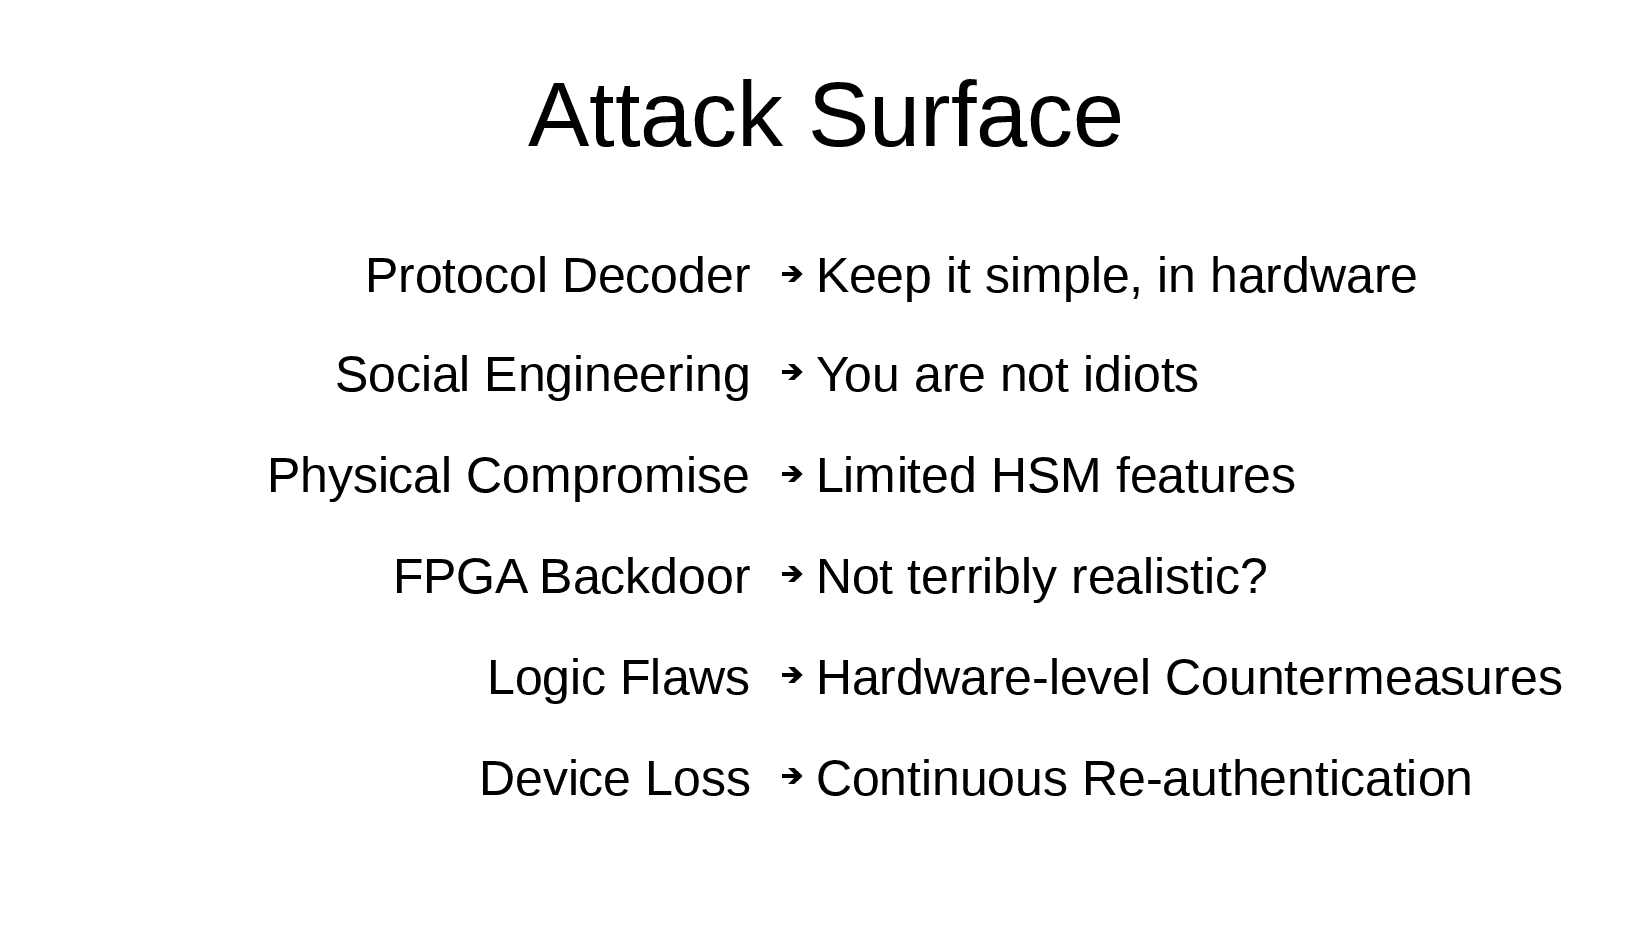 Attack Surface
Protocol Decoder ➔ Keep it simple, in hardware
Social Engineering ➔ You are not idiots
Physical Compromise ➔ Limited HSM features
FPGA Backdoor ➔ Not terribly realistic?
Logic Flaws ➔ Hardware-level Countermeasures
Device Loss ➔ Continuous Re-authentication